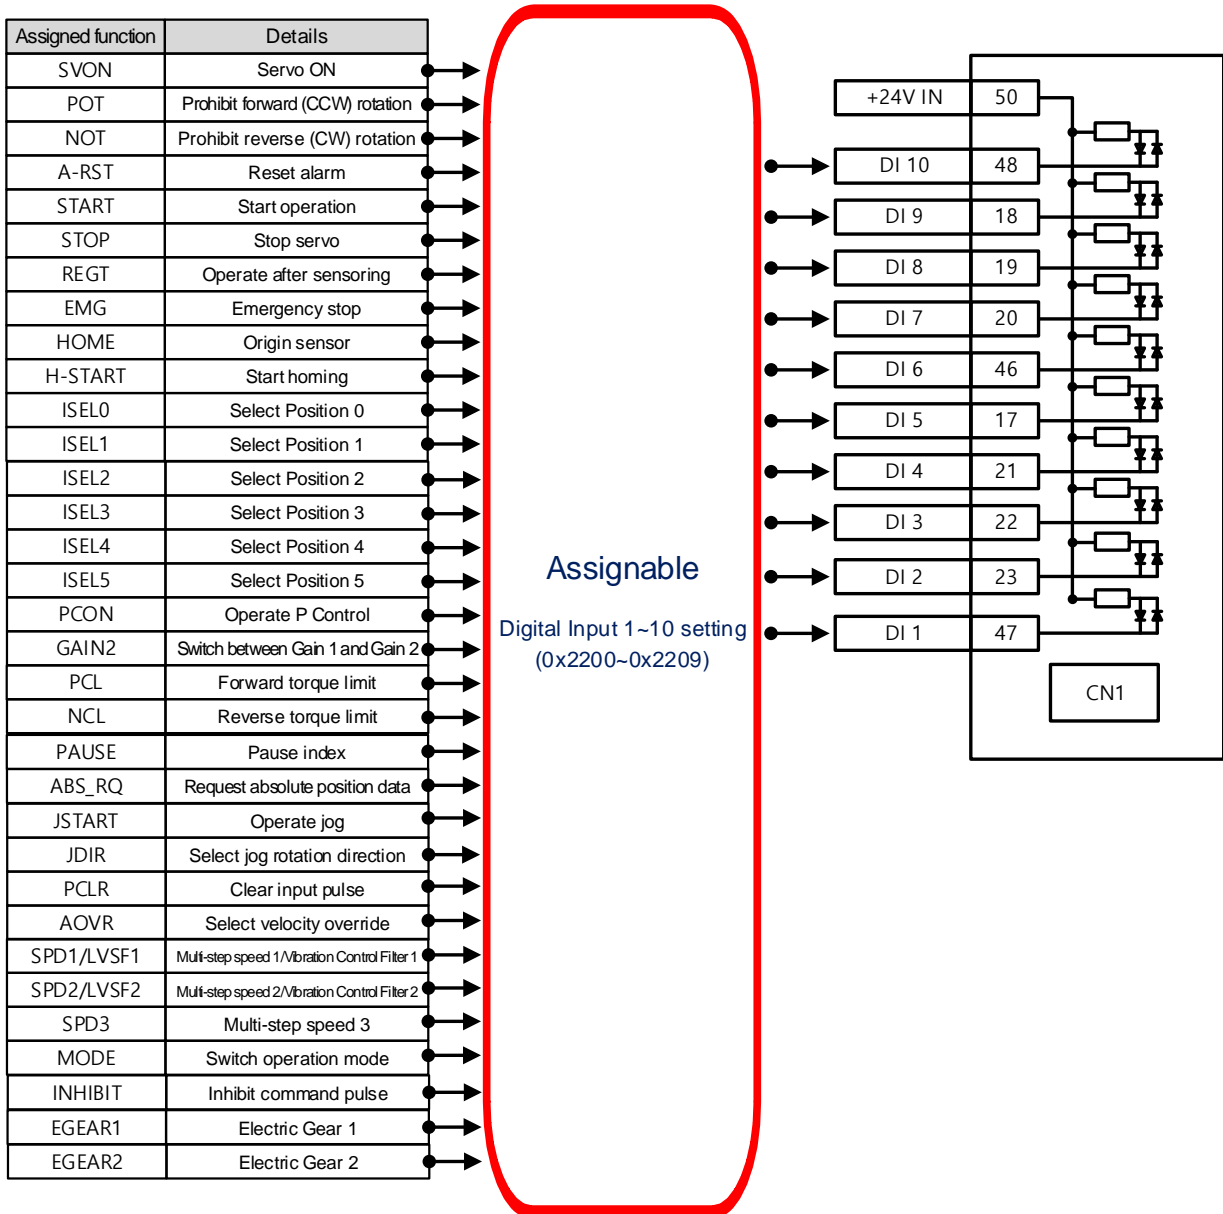 Assigned function Details
SVON Servo ON
POT Prohibit forward (CCW) rotation
NOT Prohibit reverse (CW) rotation
A-RST Reset alarm
START Start operation
STOP Stop servo
REGT Operate after sensoring
EMG Emergency stop
HOME Origin sensor
H-START Start homing
ISEL0 Select Position 0
ISEL1 Select Position 1
ISEL2 Select Position 2
ISEL3 Select Position 3
ISEL4 Select Position 4
ISEL5 Select Position 5
PCON Operate P Control
GAIN2 Switch between Gain 1 and Gain 2
PCL Forward torque limit
NCL Reverse torque limit
PAUSE Pause index
ABS_RQ Request absolute position data
JSTART Operate jog
JDIR Select jog rotation direction
PCLR Clear input pulse
AOVR Select velocity override
SPD1/LVSF1 Multi-step speed 1/Vibration Control Filter 1
SPD2/LVSF2 Multi-step speed 2/Vibration Control Filter 2
SPD3 Multi-step speed 3
MODE Switch operation mode
INHIBIT Inhibit command pulse
EGEAR1 Electric Gear 1
EGEAR2 Electric Gear 2
Assignable
Digital Input 1~10 setting
(0x2200~0x2209)
+24V IN 50
DI 10 48
DI 9 18
DI 8 19
DI 7 20
DI 6 46
DI 5 17
DI 4 21
DI 3 22
DI 2 23
DI 1 47
CN1